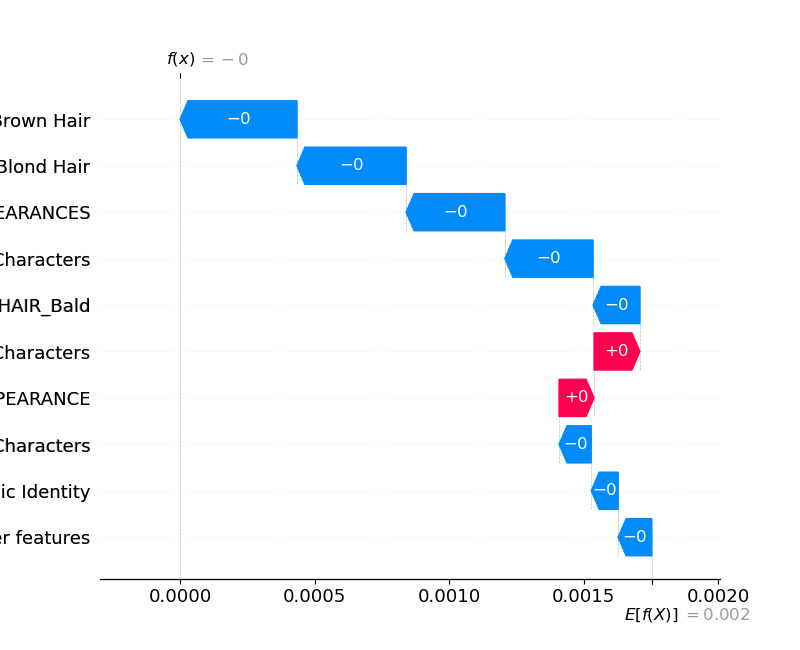 f(x) = − 0
Brown Hair −0
Blond Hair −0
EARANCES −0
Characters −0
HAIR_Bald −0
Characters +0
PEARANCE +0
Characters −0
ic Identity −0
er features −0
0.0000 0.0005 0.0010 0.0015 0.0020
E[f(X)] = 0.002